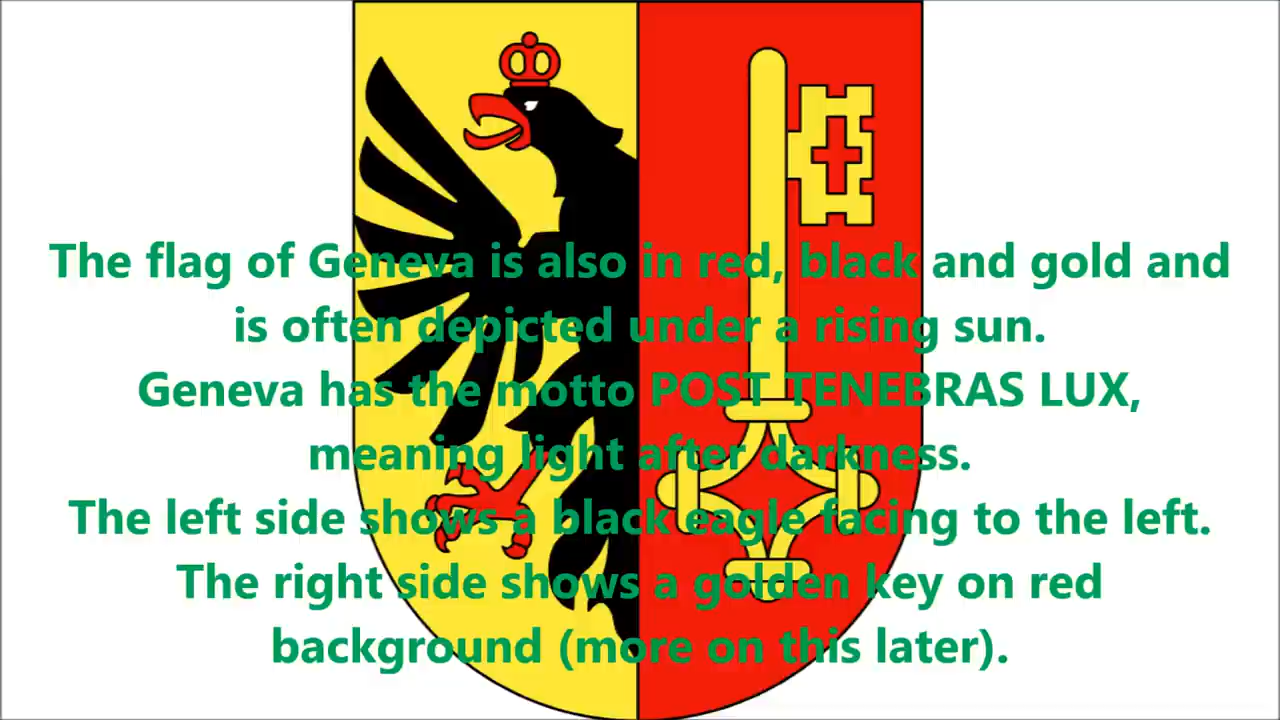 The flag of Geneva is also in red, black and gold and
is often depicted under a rising sun.
Geneva has the motto POST TENEBRAS LUX,
meaning light after darkness.
The left side shows a black eagle facing to the left.
The right side shows a golden key on red
background (more on this later).